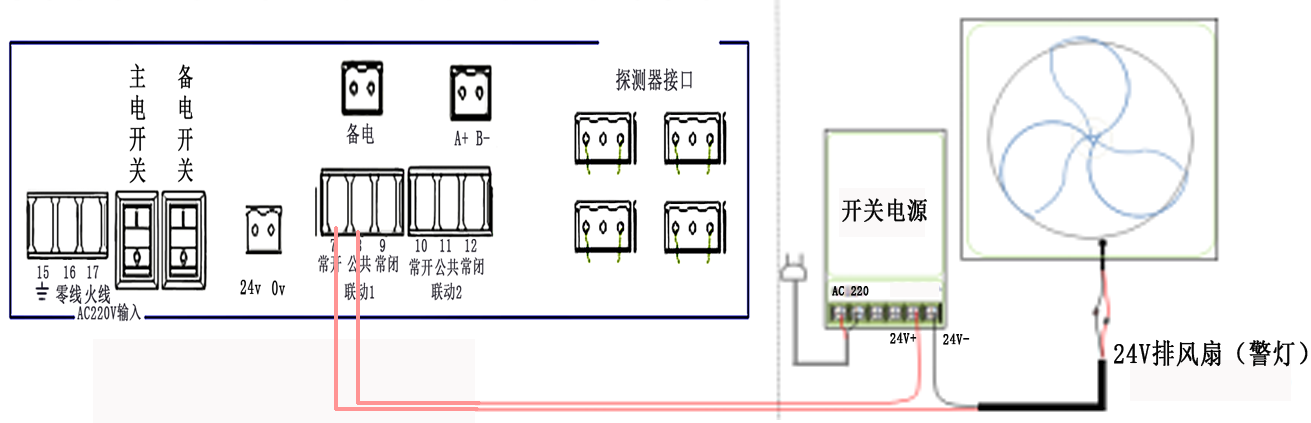 主电开关
备电开关
探测器接口
备电
A+ B-
15 16 17
零线 火线
AC220V输入
24v 0v
7 8 9
常开 公共 常闭
联动1
10 11 12
常开 公共 常闭
联动2
开关电源
AC 220
24V+
24V-
24V排风扇（警灯）